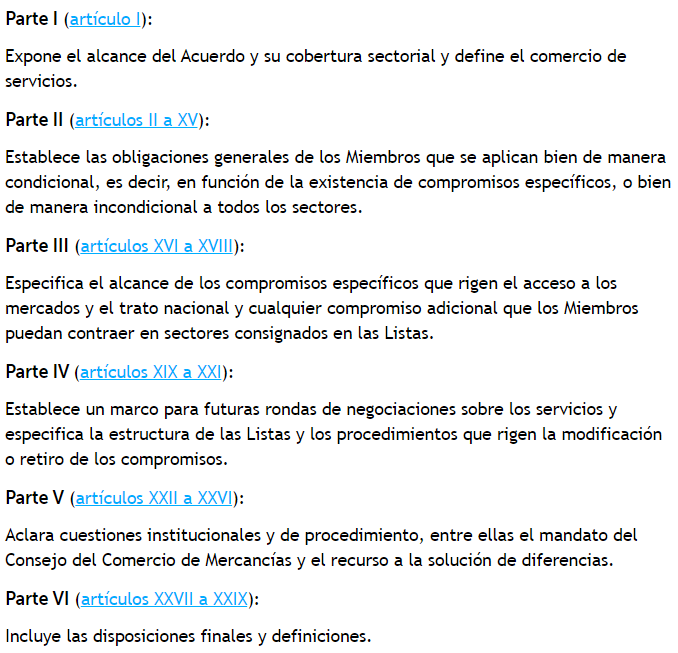 Parte I (artículo I):
Expone el alcance del Acuerdo y su cobertura sectorial y define el comercio de
servicios.
Parte II (artículos II a XV):
Establece las obligaciones generales de los Miembros que se aplican bien de manera
condicional, es decir, en función de la existencia de compromisos específicos, o bien
de manera incondicional a todos los sectores.
Parte III (artículos XVI a XVIII):
Especifica el alcance de los compromisos específicos que rigen el acceso a los
mercados y el trato nacional y cualquier compromiso adicional que los Miembros
puedan contraer en sectores consignados en las Listas.
Parte IV (artículos XIX a XXI):
Establece un marco para futuras rondas de negociaciones sobre los servicios y
especifica la estructura de las Listas y los procedimientos que rigen la modificación
o retiro de los compromisos.
Parte V (artículos XXII a XXVI):
Aclara cuestiones institucionales y de procedimiento, entre ellas el mandato del
Consejo del Comercio de Mercancías y el recurso a la solución de diferencias.
Parte VI (artículos XXVII a XXIX):
Incluye las disposiciones finales y definiciones.